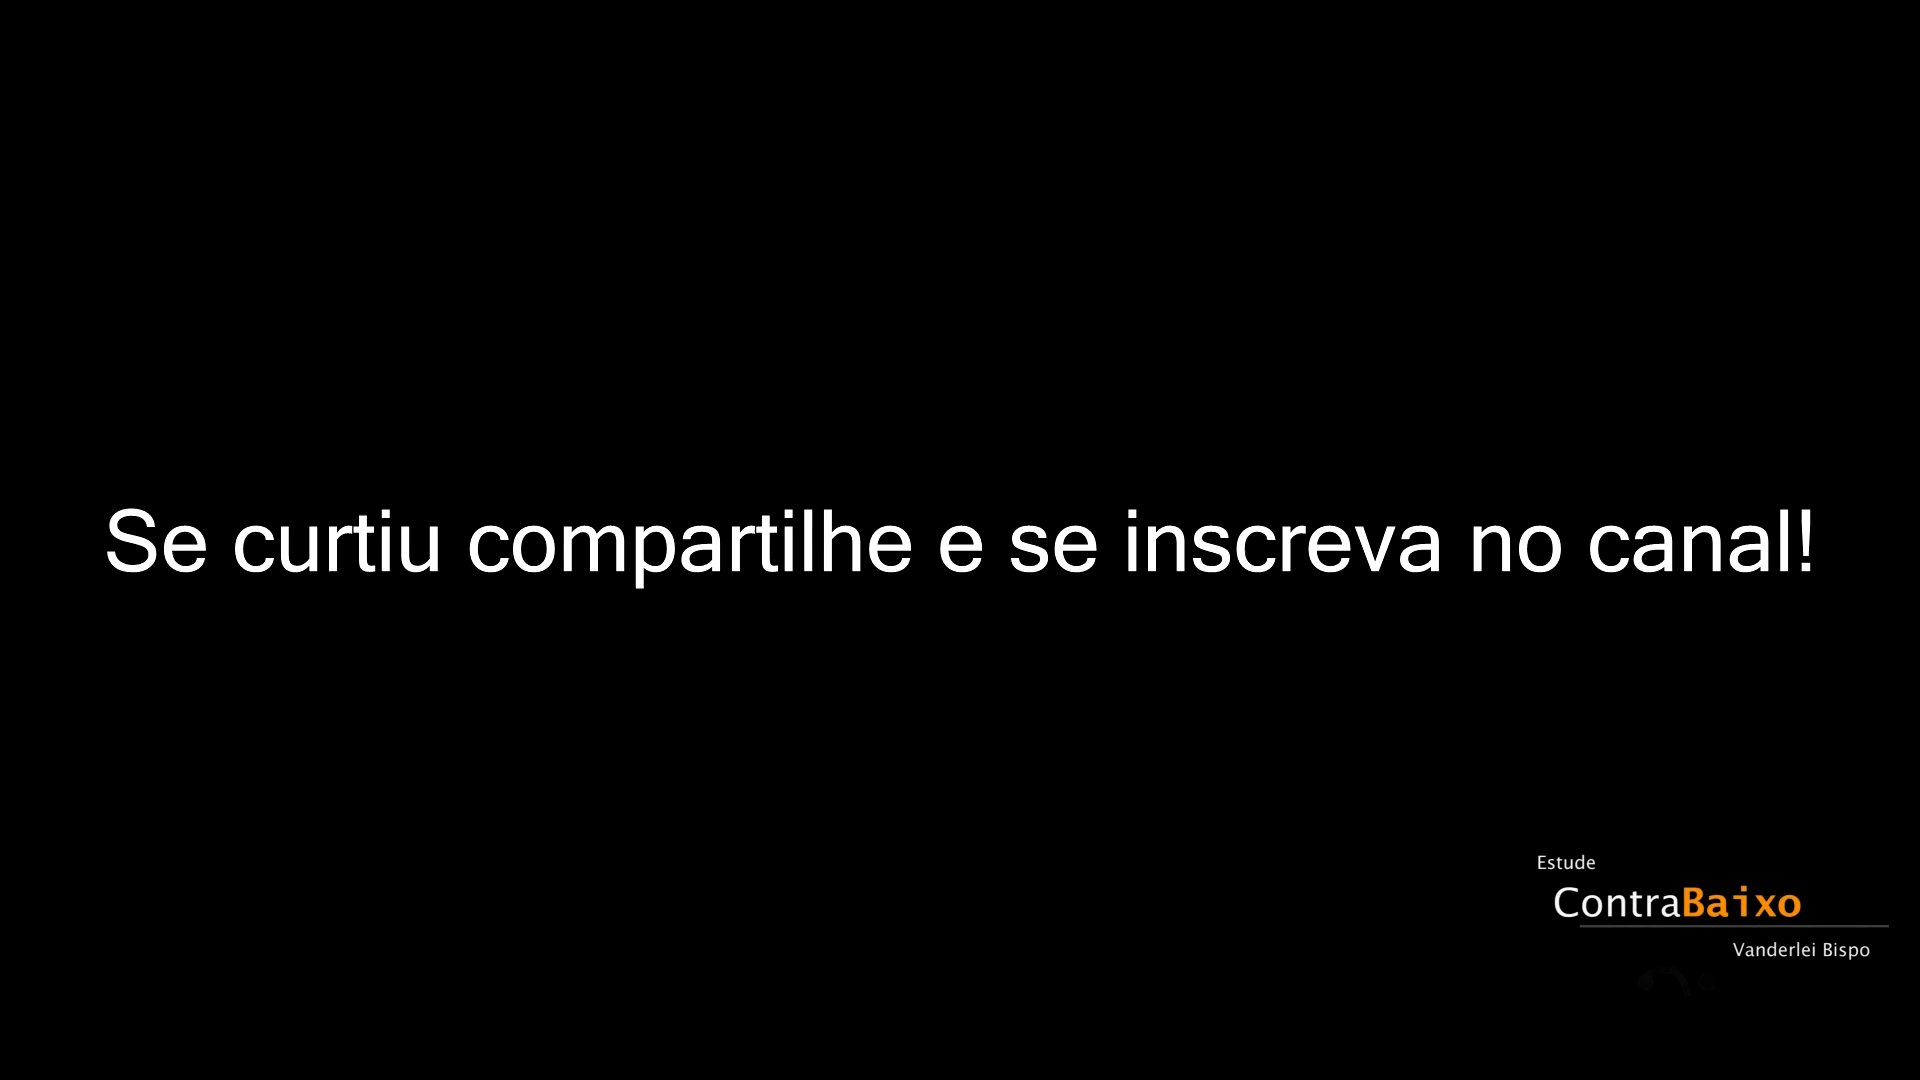 Se curtiu compartilhe e se inscreva no canal!
Estude
ContraBaixo
Vanderlei Bispo